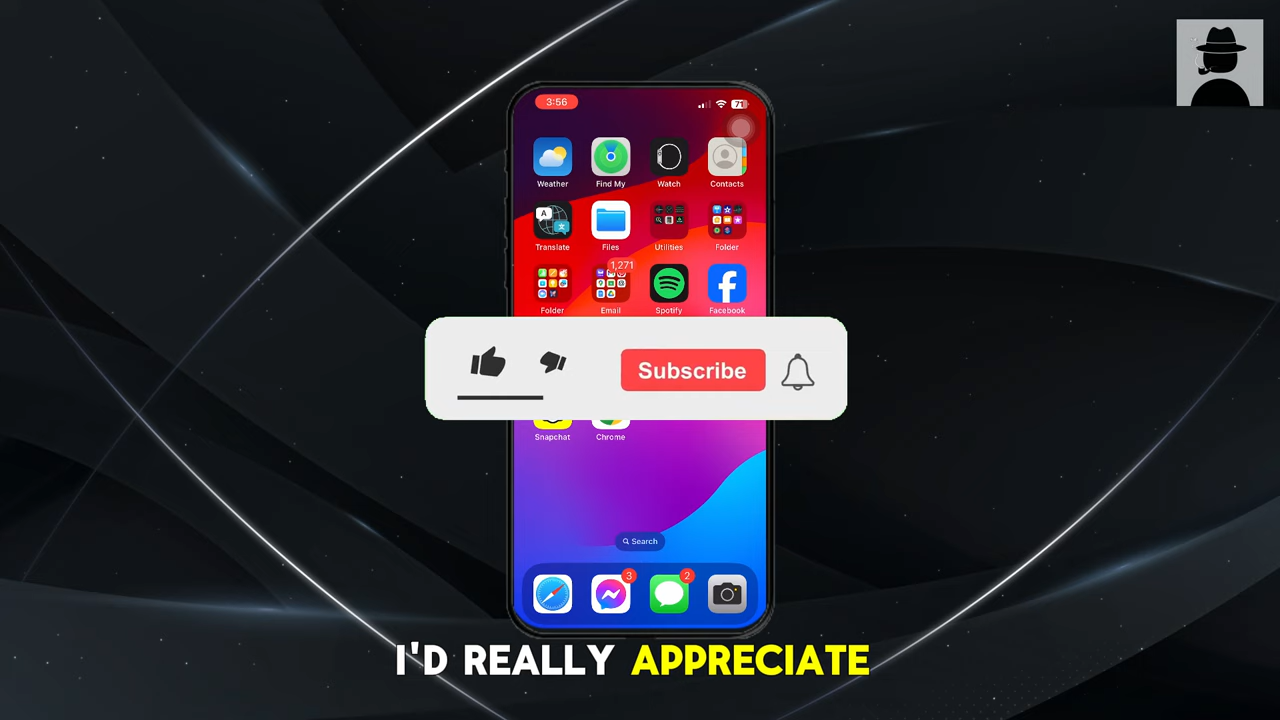 3:56
71
Weather Find My Watch Contacts
A
Translate Files Utilities Folder
1,271
Folder Email Spotify Facebook
Subscribe
Snapchat Chrome
Search
3 2
I'D REALLY APPRECIATE